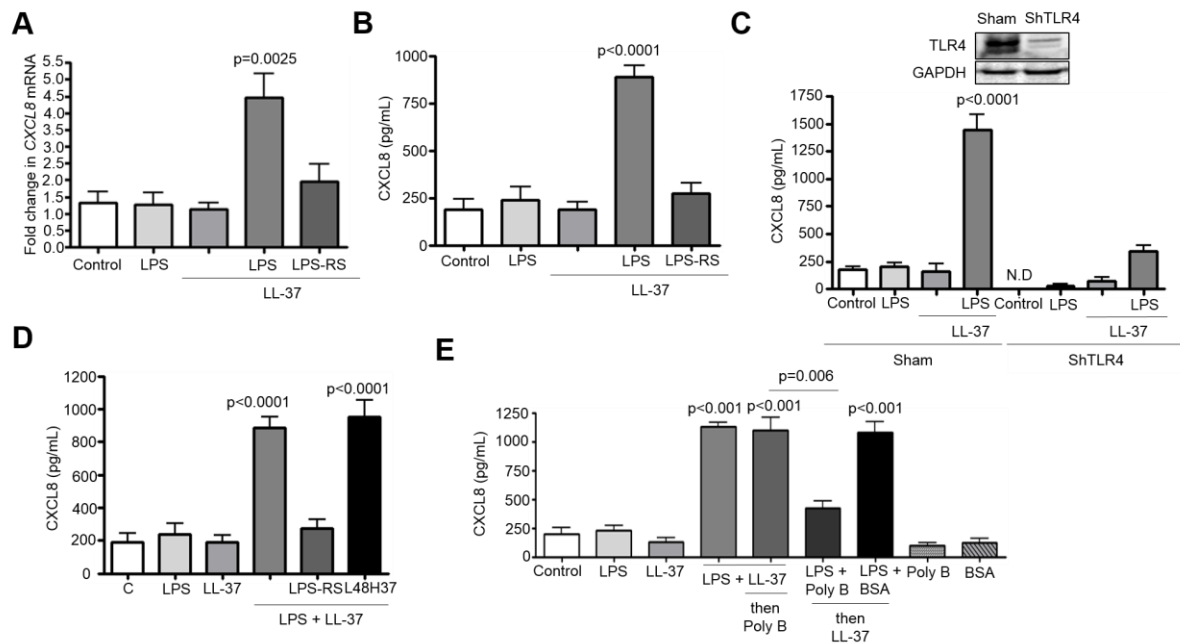 A
Fold change in CXCL8 mRNA
5.5
5.0
4.5
4.0
3.5
3.0
2.5
2.0
1.5
1.0
0.5
0.0
p=0.0025
Control LPS LPS LPS-RS
LL-37
B
CXCL8 (pg/mL)
1000
750
500
250
0
p<0.0001
Control LPS LPS LPS-RS
LL-37
C
Sham ShTLR4
TLR4
GAPDH
CXCL8 (pg/mL)
1750
1500
1250
1000
750
500
250
0
p<0.0001
N.D
Control LPS LPS Control LPS LPS
LL-37 LL-37
Sham ShTLR4
D
CXCL8 (pg/mL)
1200
1000
800
600
400
200
0
p<0.0001 p<0.0001
C LPS LL-37 LPS-RS L48H37
LPS + LL-37
E
CXCL8 (pg/mL)
1250
1000
750
500
250
0
p=0.006
p<0.001 p<0.001 p<0.001
Control LPS LL-37 LPS + LL-37 LPS + LPS + Poly B BSA
Poly B BSA
then then
Poly B LL-37